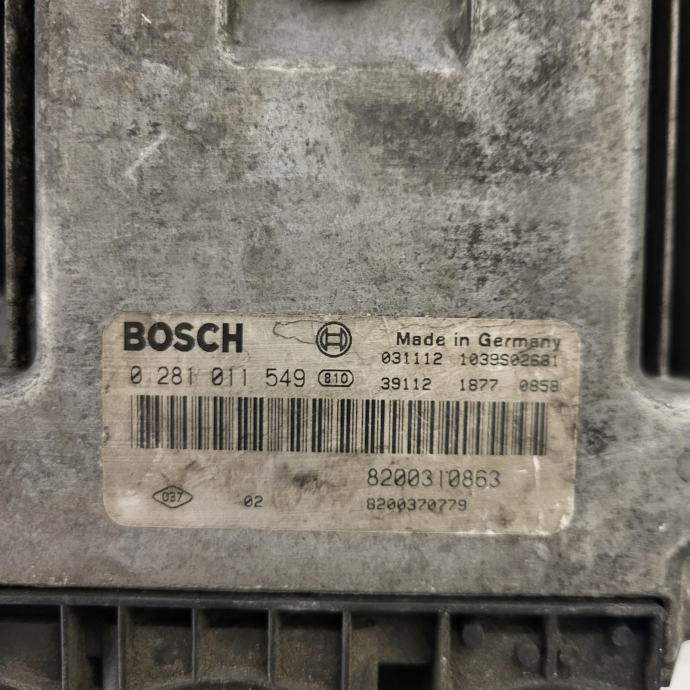 BOSCH Made in Germany
031112 1039S02681
0 281 011 549 810
39112 1877 0858
8200310863
037 02 8200370779